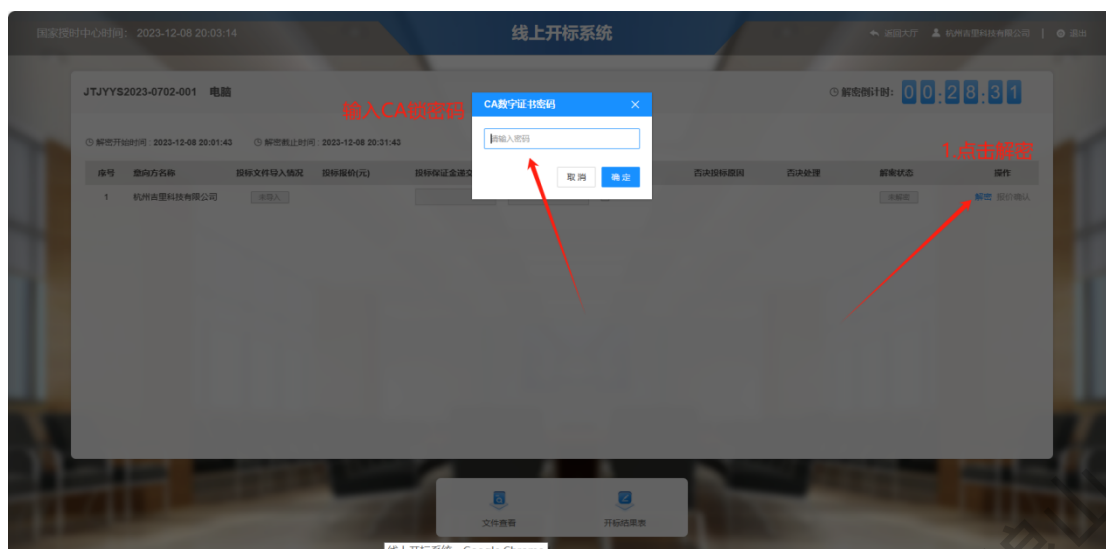 国家授时中心时间： 2023-12-08 20:03:14
线上开标系统
返回大厅 杭州吉里科技有限公司 | 退出
JTJYYS2023-0702-001 电脑
解密倒计时： 00:28:31
输入CA锁密码
CA数字证书密码 ×
请输入密码
取 消 确 定
解密开始时间：2023-12-08 20:01:43 解密截止时间：2023-12-08 20:31:43
1.点击解密
序号 意向方名称 投标文件导入情况 投标报价(元) 投标保证金递交 否决投标原因 否决处理 解密状态 操作
1 杭州吉里科技有限公司 未导入 未解密 解密 报价确认
文件查看 开标结果表
线上开标系统 - Google Chrome